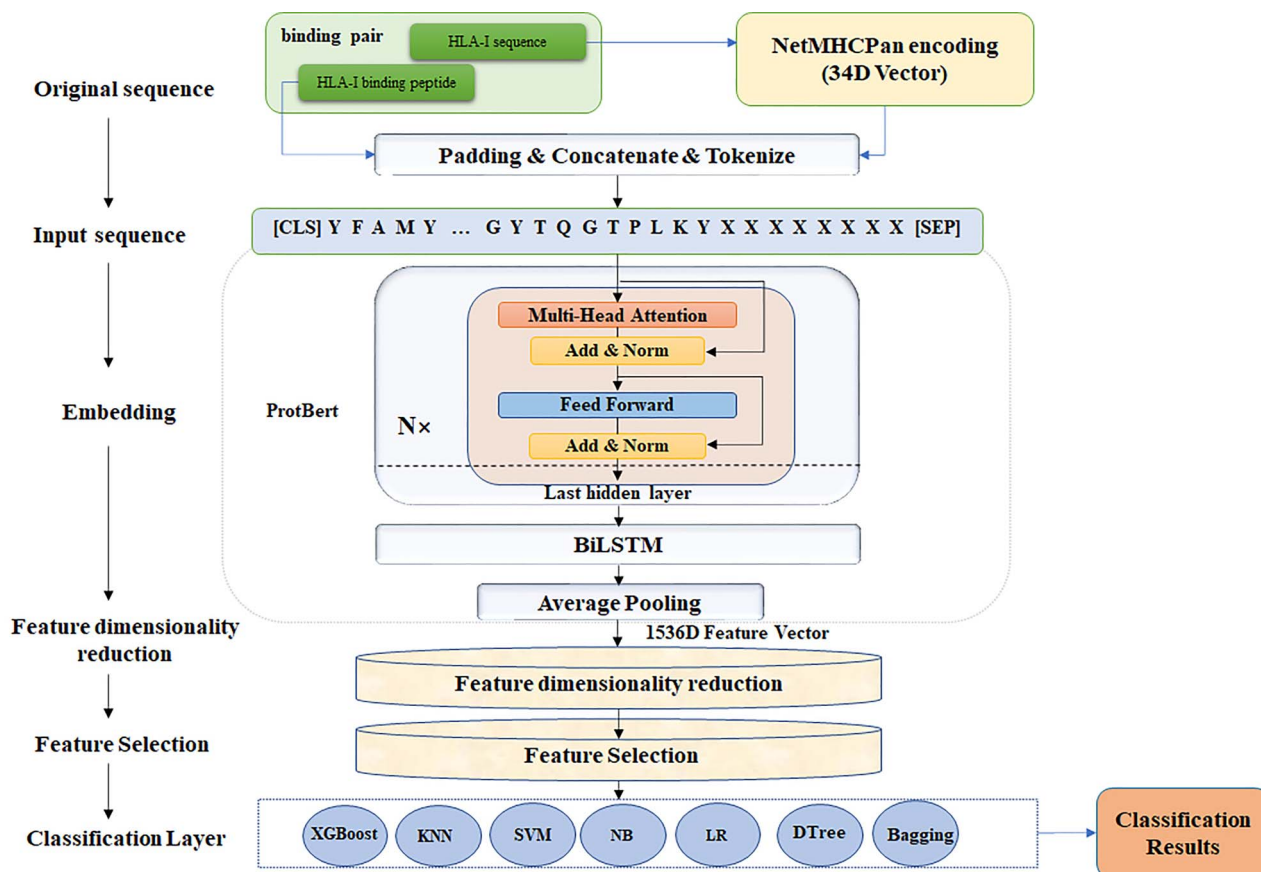 binding pair
HLA-I sequence
HLA-I binding peptide
NetMHCPan encoding
(34D Vector)
Original sequence
Padding & Concatenate & Tokenize
Input sequence
[CLS] Y F A M Y ... G Y T Q G T P L K Y X X X X X X X X [SEP]
Multi-Head Attention
Add & Norm
Embedding
ProtBert
N×
Feed Forward
Add & Norm
Last hidden layer
BiLSTM
Average Pooling
Feature dimensionality
reduction
1536D Feature Vector
Feature dimensionality reduction
Feature Selection
Feature Selection
Classification Layer
XGBoost
KNN
SVM
NB
LR
DTree
Bagging
Classification
Results